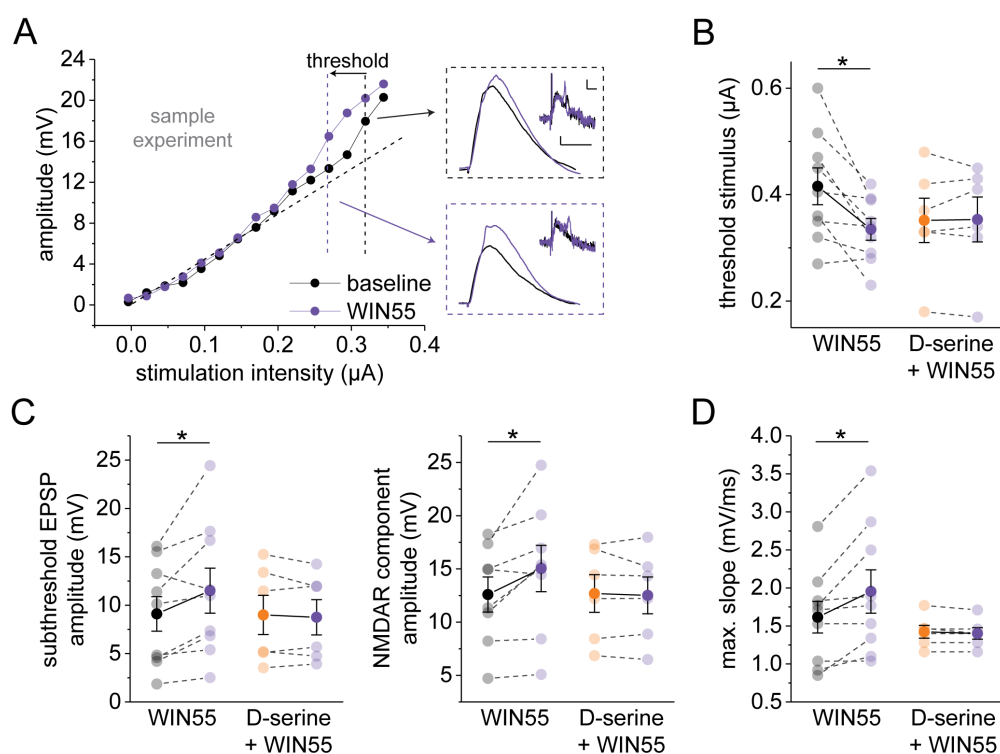 A
24
20
16
12
8
4
0
amplitude (mV)
sample
experiment
threshold
baseline
WIN55
0.0
0.1
0.2
0.3
0.4
stimulation intensity (µA)
B
0.6
0.4
0.2
threshold stimulus (µA)
*
WIN55
D-serine
+ WIN55
C
25
20
15
10
5
0
subthreshold EPSP
amplitude (mV)
*
WIN55
D-serine
+ WIN55
25
20
15
10
5
NMDAR component
amplitude (mV)
*
WIN55
D-serine
+ WIN55
D
4.0
3.5
3.0
2.5
2.0
1.5
1.0
0.5
max. slope (mV/ms)
*
WIN55
D-serine
+ WIN55